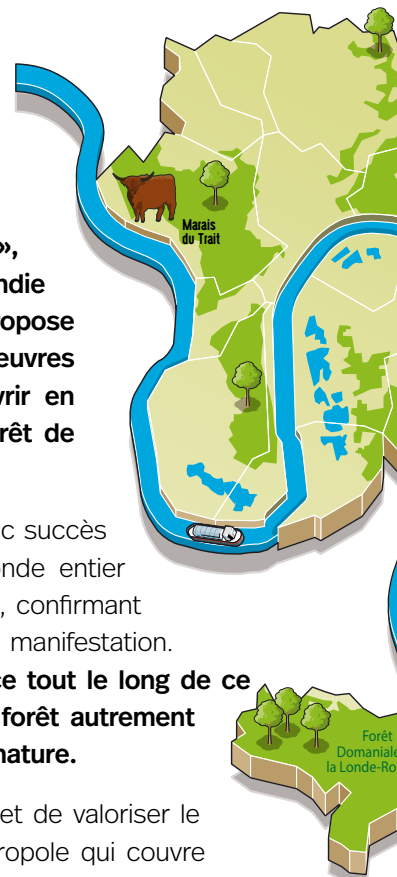 »,
ndie
ropose
euvres
vrir en
rêt de
c succès
onde entier
, confirmant
manifestation.
ce tout le long de ce
forêt autrement
nature.
et de valoriser le
ropole qui couvre
Marais
du Trait
Forêt
Domaniale
la Londe-Ro